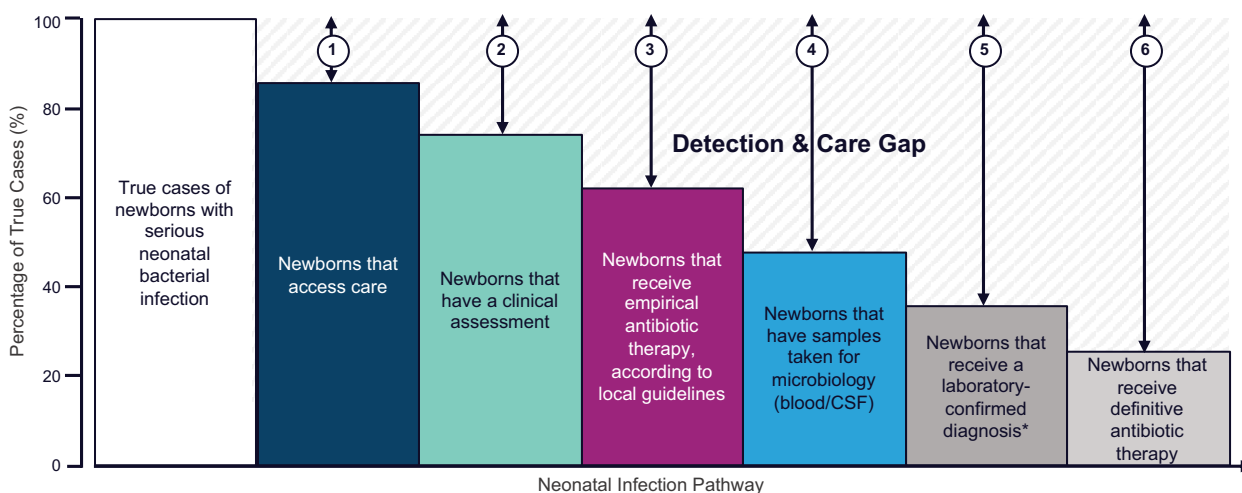 100
80
60
40
20
0
Percentage of True Cases (%)
1
2
3
4
5
6
Detection & Care Gap
True cases of
newborns with
serious
neonatal
bacterial
infection
Newborns that
access care
Newborns that
have a clinical
assessment
Newborns that
receive
empirical
antibiotic
therapy,
according to
local guidelines
Newborns that
have samples
taken for
microbiology
(blood/CSF)
Newborns that
receive a
laboratory-
confirmed
diagnosis*
Newborns that
receive
definitive
antibiotic
therapy
Neonatal Infection Pathway